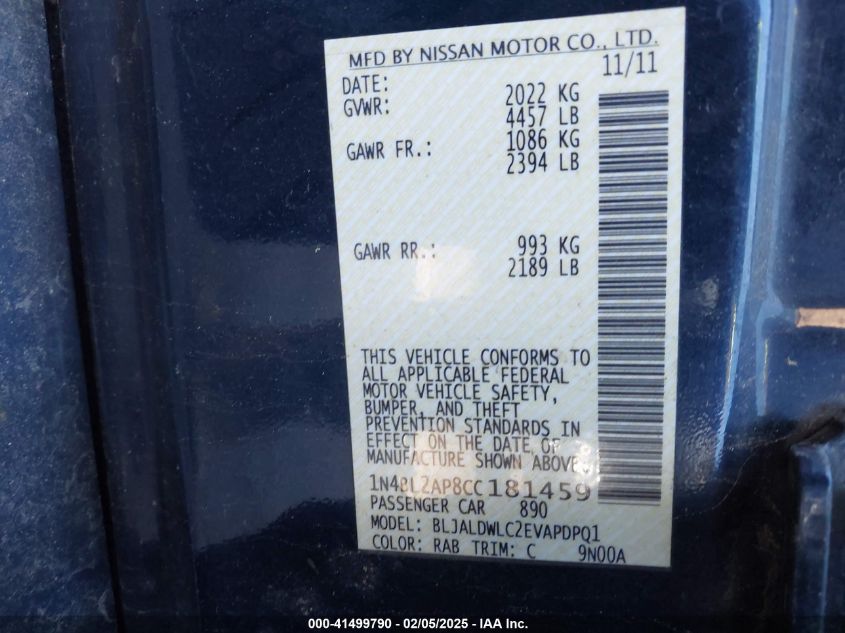 MFD BY NISSAN MOTOR CO., LTD.
DATE: 11/11
GVWR: 2022 KG
4457 LB
GAWR FR.: 1086 KG
2394 LB
GAWR RR.: 993 KG
2189 LB
THIS VEHICLE CONFORMS TO
ALL APPLICABLE FEDERAL
MOTOR VEHICLE SAFETY,
BUMPER, AND THEFT
PREVENTION STANDARDS IN
EFFECT ON THE DATE OF
MANUFACTURE SHOWN ABOVE.
1N4BL2AP8CC181459
PASSENGER CAR 890
MODEL: BLJALDWLC2EVAPDPQ1
COLOR: RAB TRIM: C 9N00A
000-41499790 - 02/05/2025 - IAA Inc.